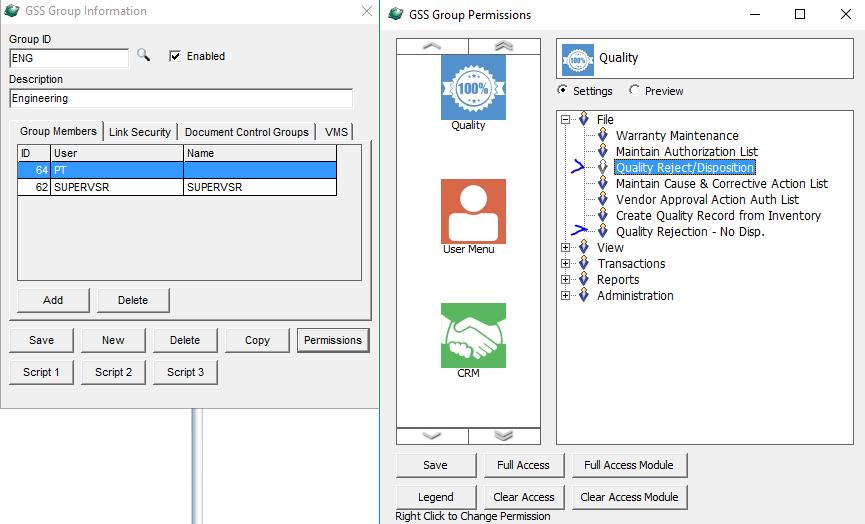 GSS Group Information
Group ID
ENG
Enabled
Description
Engineering
Group Members
Link Security
Document Control Groups
VMS
ID User Name
64 PT
62 SUPERVSR SUPERVSR
Add Delete
Save New Delete Copy Permissions
Script 1 Script 2 Script 3
GSS Group Permissions
100%
Quality
User Menu
CRM
100%
Quality
Settings Preview
File
Warranty Maintenance
Maintain Authorization List
Quality Reject/Disposition
Maintain Cause & Corrective Action List
Vendor Approval Action Auth List
Create Quality Record from Inventory
Quality Rejection - No Disp.
View
Transactions
Reports
Administration
Save Full Access Full Access Module
Legend Clear Access Clear Access Module
Right Click to Change Permission